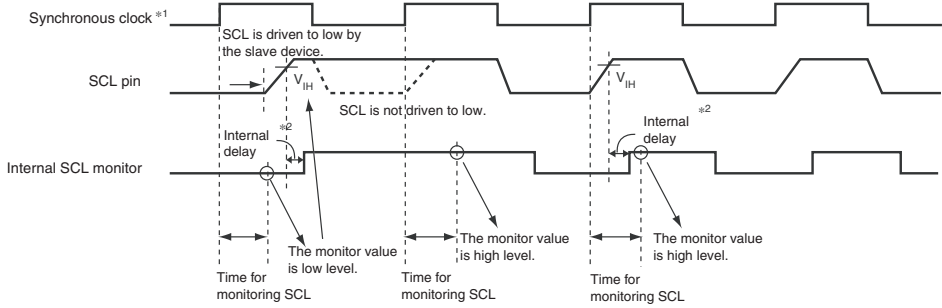 Synchronous clock *1
SCL is driven to low by
the slave device.
SCL pin
VIH
SCL is not driven to low.
VIH
*2
Internal
delay
*2
Internal
delay
Internal SCL monitor
The monitor value
is low level.
The monitor value
is high level.
The monitor value
is high level.
Time for
monitoring SCL
Time for
monitoring SCL
Time for
monitoring SCL